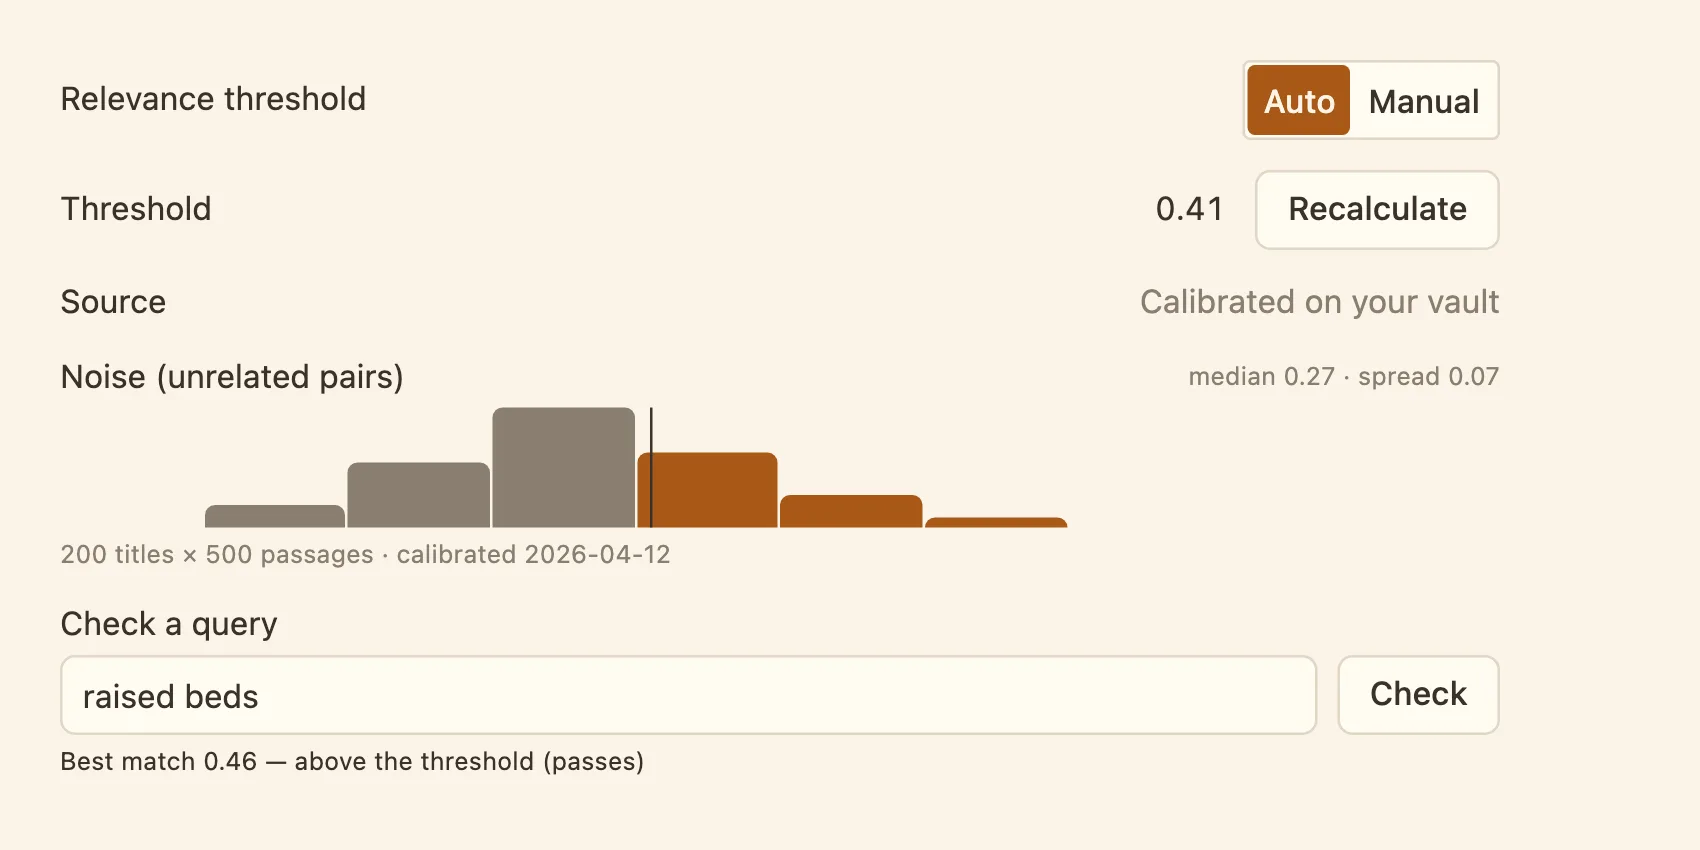 Relevance threshold Auto Manual
Threshold 0.41 Recalculate
Source Calibrated on your vault
Noise (unrelated pairs) median 0.27 · spread 0.07
200 titles × 500 passages · calibrated 2026-04-12
Check a query
raised beds Check
Best match 0.46 — above the threshold (passes)